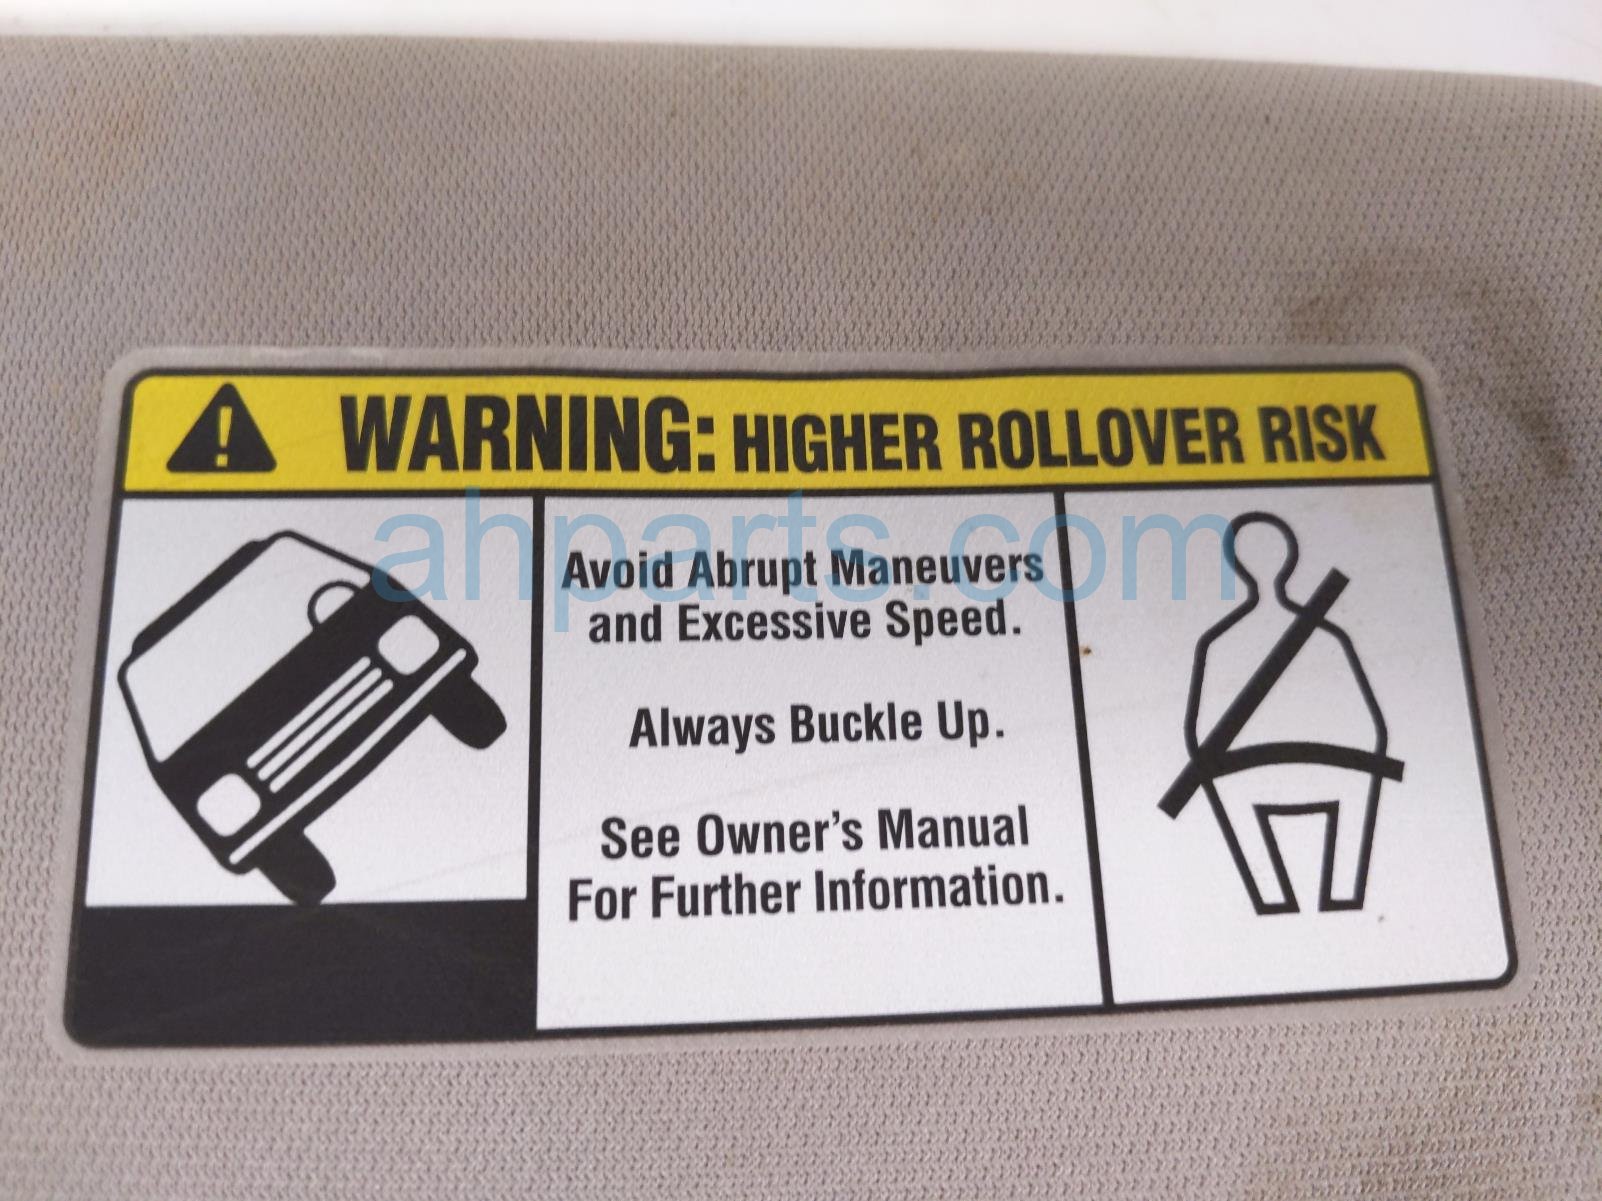 WARNING: HIGHER ROLLOVER RISK
ahparts.com
Avoid Abrupt Maneuvers
and Excessive Speed.
Always Buckle Up.
See Owner's Manual
For Further Information.